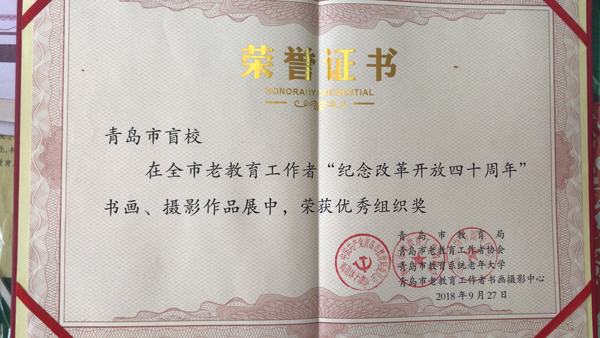 荣誉证书
HONORARY CREDENTIAL
青岛市盲校
在全市老教育工作者“纪念改革开放四十周年”
书画、摄影作品展中，荣获优秀组织奖
青岛市教育局
青岛市老教育工作者协会
青岛市教育系统老年大学
青岛市老教育工作者书画摄影中心
2018年9月27日